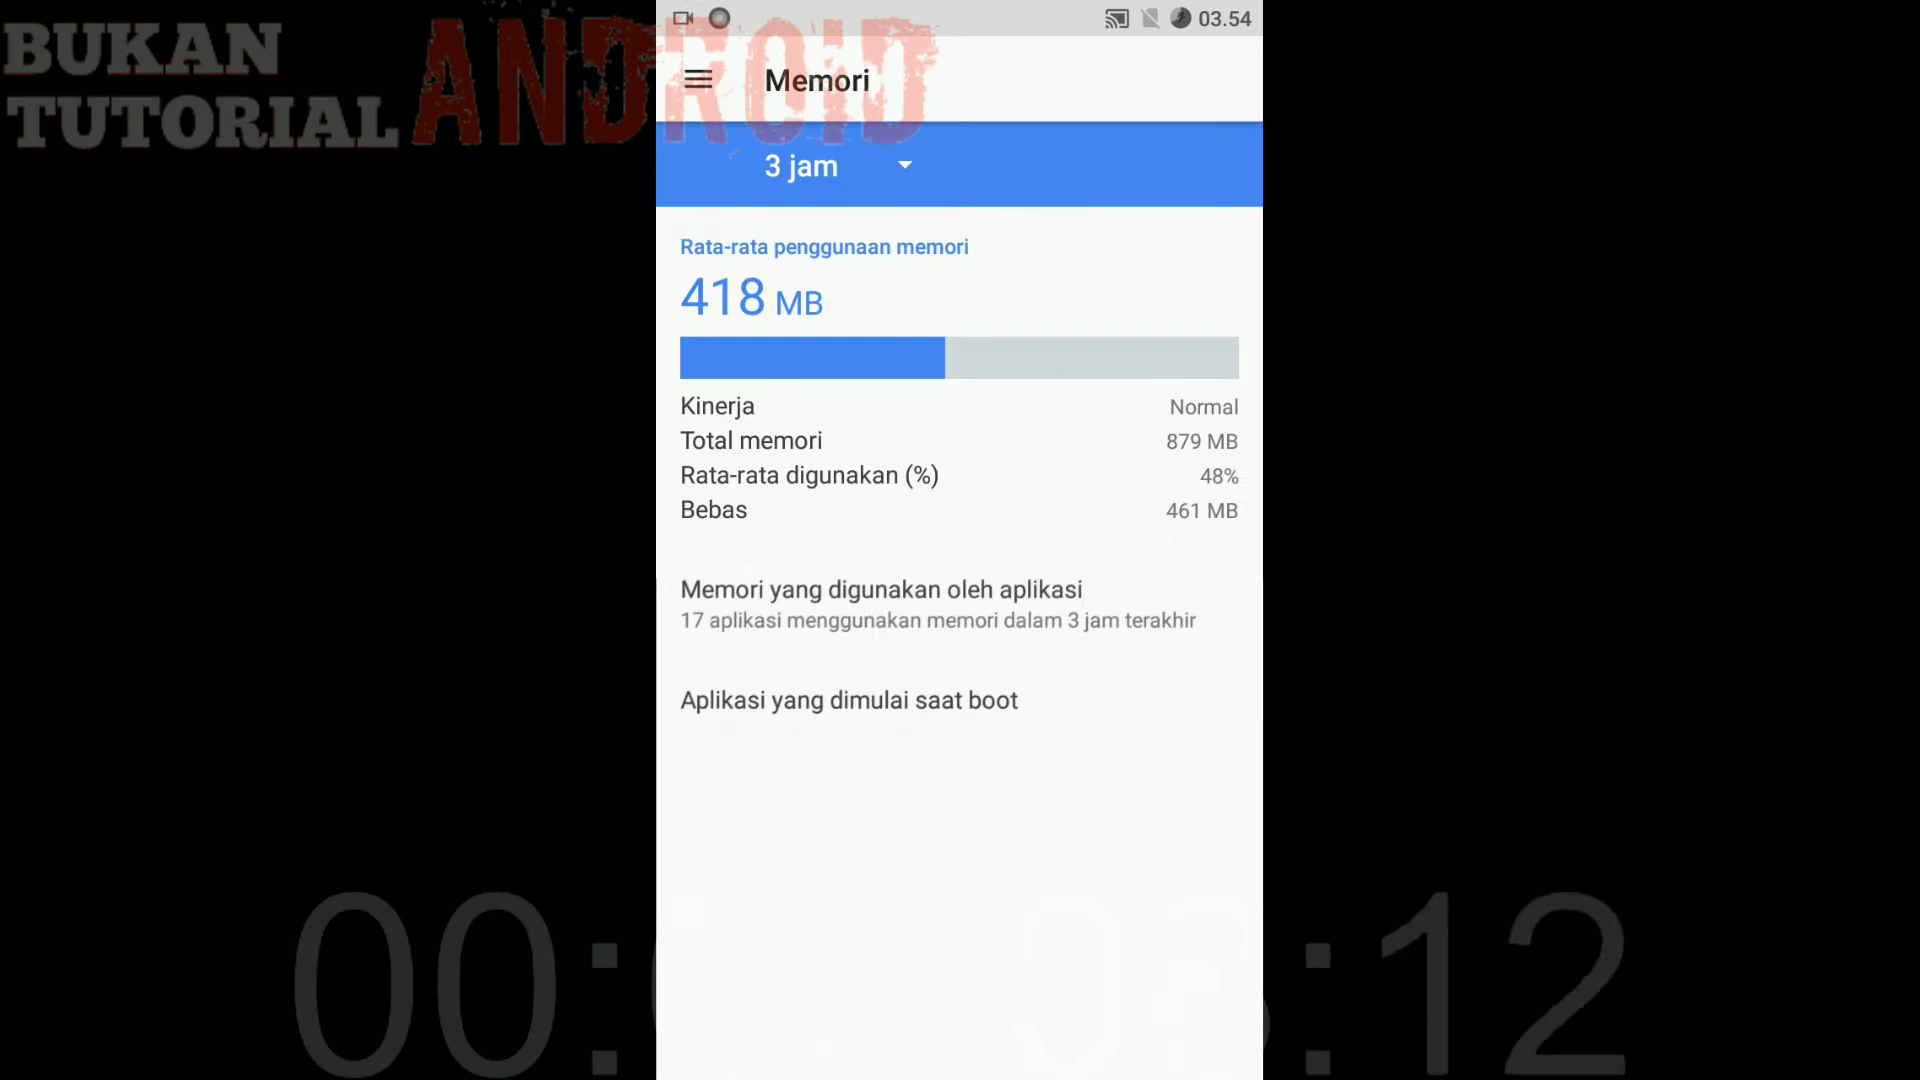 03.54
BUKAN
TUTORIAL
ANDROID
Memori
3 jam
Rata-rata penggunaan memori
418 MB
Kinerja Normal
Total memori 879 MB
Rata-rata digunakan (%) 48%
Bebas 461 MB
Memori yang digunakan oleh aplikasi
17 aplikasi menggunakan memori dalam 3 jam terakhir
Aplikasi yang dimulai saat boot
00: :12